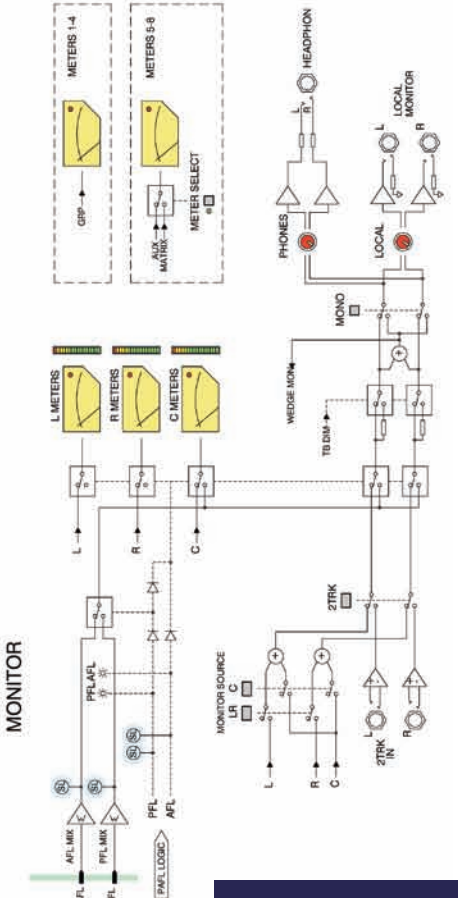 MONITOR
AFL MIX
PFL MIX
FL
FL
Σ
Σ
SL
SL
SL
SL
PFL
AFL
PAFL LOGIC
PFL
AFL
L
R
C
L METERS
R METERS
C METERS
METERS 1-4
GRP
METERS 5-8
AUX
MATRIX
METER SELECT
MONITOR SOURCE
LR
C
L
R
C
2TRK
2TRK
IN
L
R
TB DIM
WEDGE MON
MONO
PHONES
LOCAL
L
R
HEADPHON
LOCAL
MONITOR
L
R